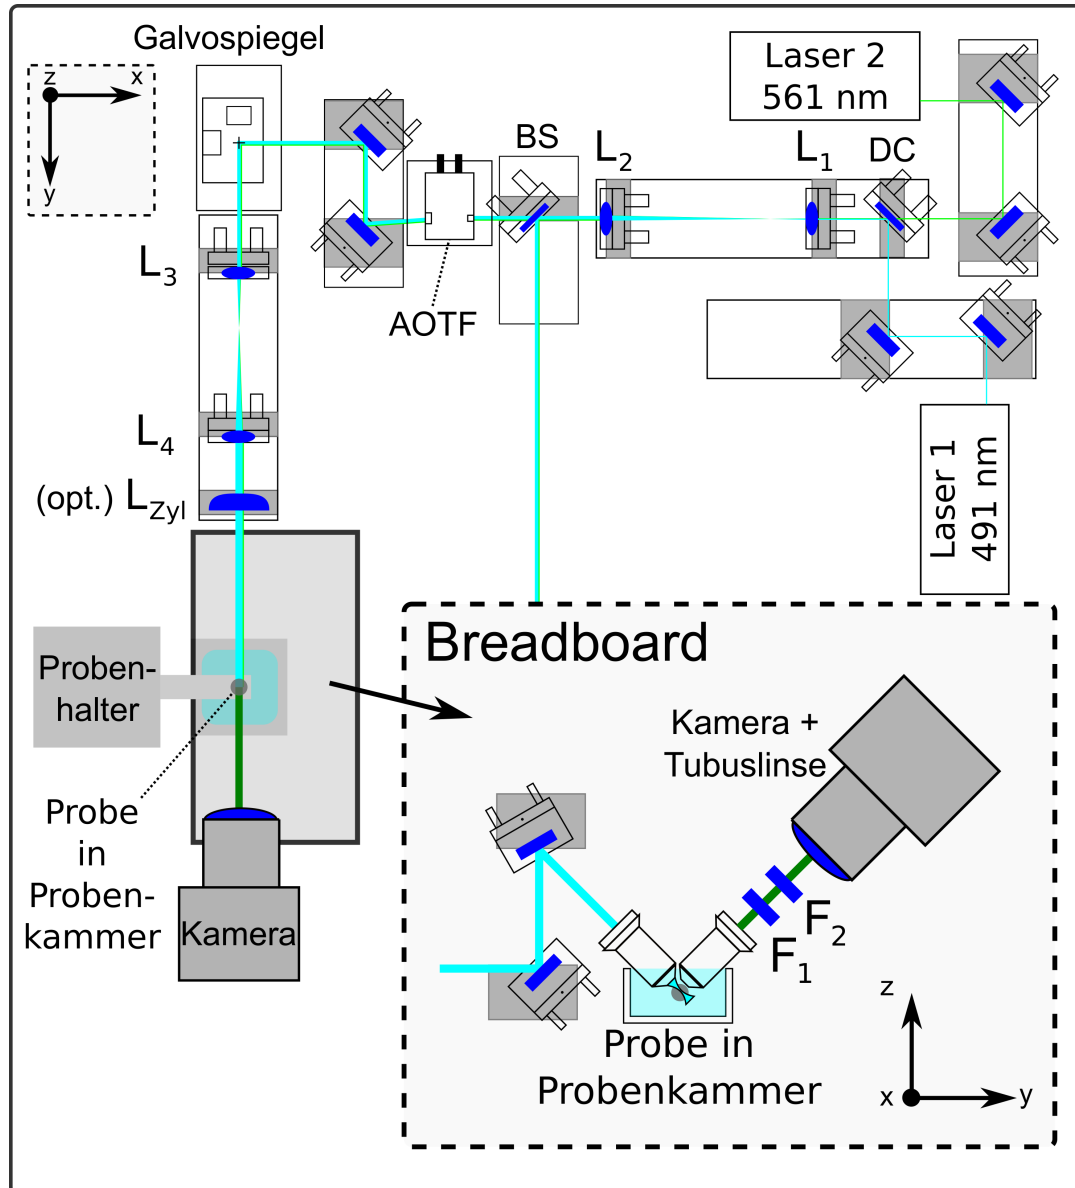 Galvospiegel
z
x
y
Laser 2
561 nm
BS
L2
L1
DC
AOTF
L3
L4
(opt.) LZyl
Laser 1
491 nm
Proben-
halter
Probe
in
Proben-
kammer
Kamera
Breadboard
Kamera +
Tubuslinse
F2
F1
Probe in
Probenkammer
z
x
y